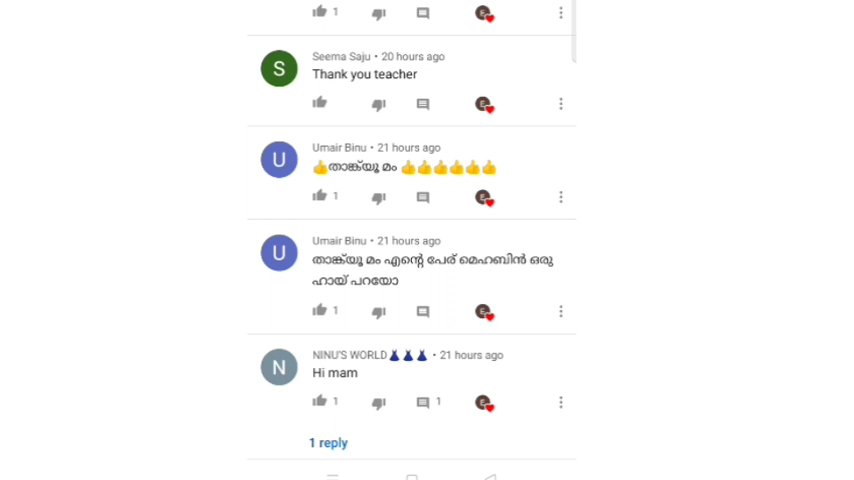 1
Seema Saju • 20 hours ago
S
Thank you teacher
Umair Binu • 21 hours ago
U
👍താങ്ക്യൂ മം 👍👍👍👍👍👍
1
Umair Binu • 21 hours ago
U
താങ്ക്യൂ മം എന്റെ പേര് മെഹബിൻ ഒരു
ഹായ് പറയോ
1
NINU'S WORLD👗👗👗 • 21 hours ago
N
Hi mam
1 1
1 reply